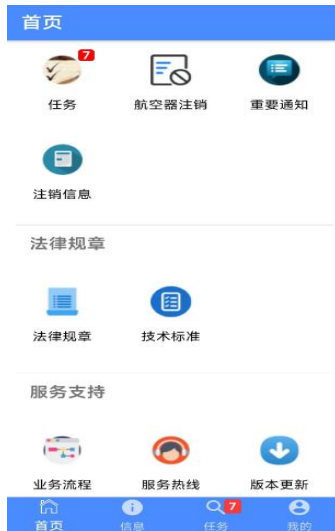 首页
7
任务 航空器注销 重要通知
注销信息
法律规章
法律规章 技术标准
服务支持
业务流程 服务热线 版本更新
7
首页 信息 任务 我的